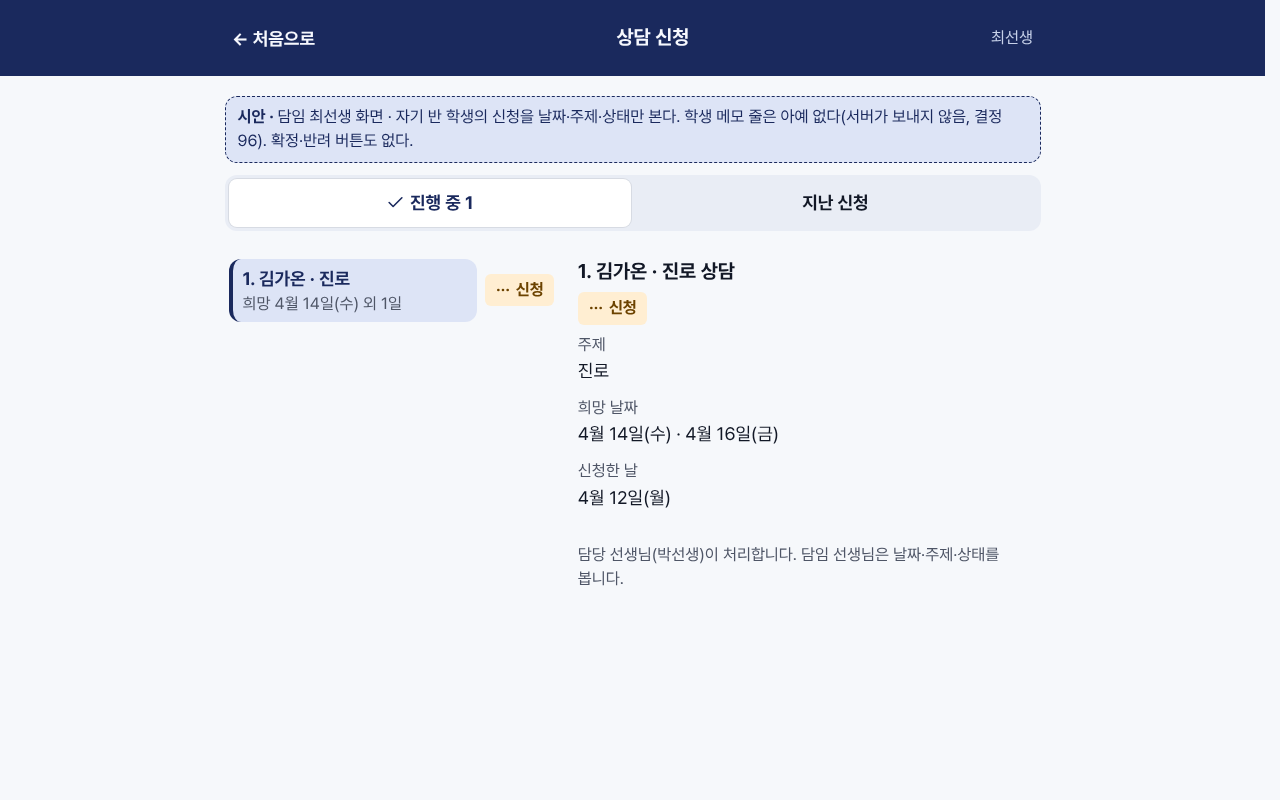 ← 처음으로
상담 신청
최선생
시안 · 담임 최선생 화면 · 자기 반 학생의 신청을 날짜·주제·상태만 본다. 학생 메모 줄은 아예 없다(서버가 보내지 않음, 결정
96). 확정·반려 버튼도 없다.
✓ 진행 중 1
지난 신청
1. 김가온 · 진로
희망 4월 14일(수) 외 1일
··· 신청
1. 김가온 · 진로 상담
··· 신청
주제
진로
희망 날짜
4월 14일(수) · 4월 16일(금)
신청한 날
4월 12일(월)
담당 선생님(박선생)이 처리합니다. 담임 선생님은 날짜·주제·상태를
봅니다.